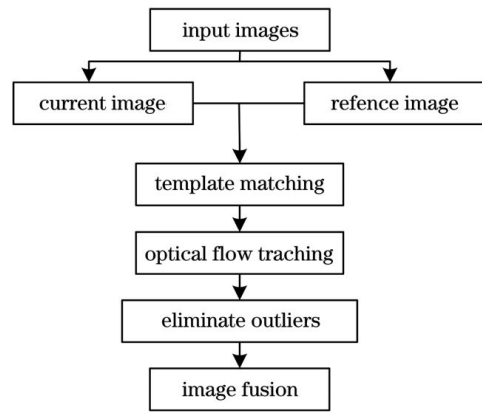 input images
current image
refence image
template matching
optical flow traching
eliminate outliers
image fusion